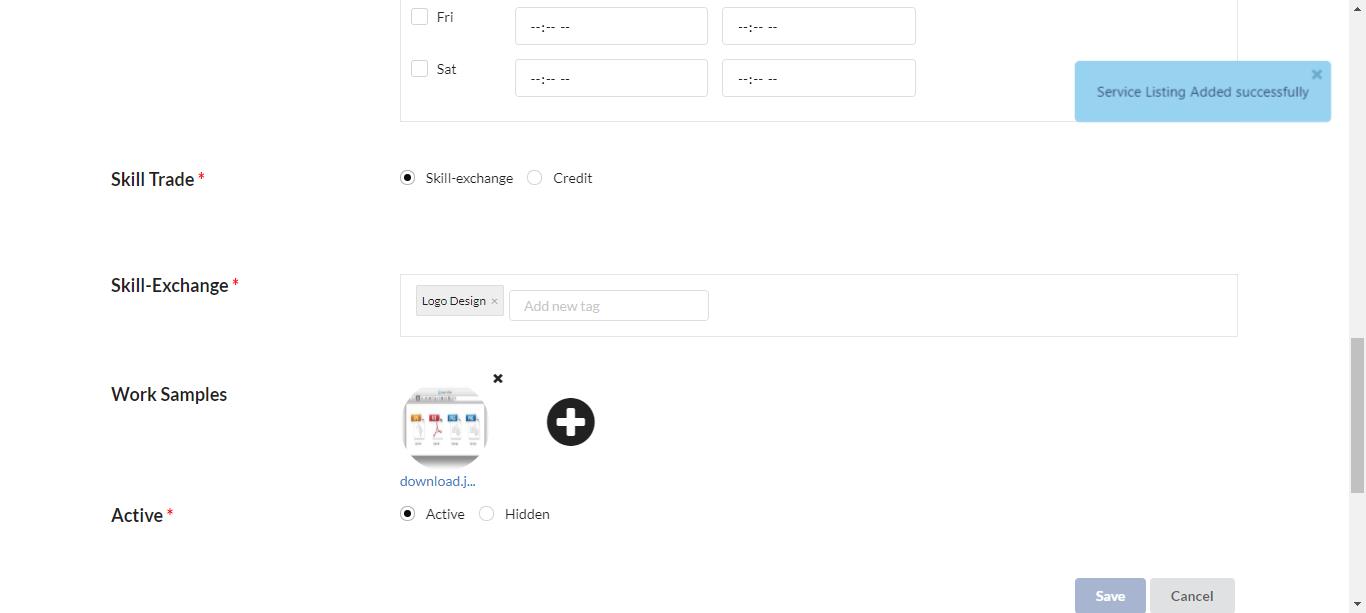 Fri --:-- -- --:-- --
Sat --:-- -- --:-- --
Service Listing Added successfully
Skill Trade * Skill-exchange Credit
Skill-Exchange * Logo Design × Add new tag
Work Samples
download.j...
Active * Active Hidden
Save Cancel